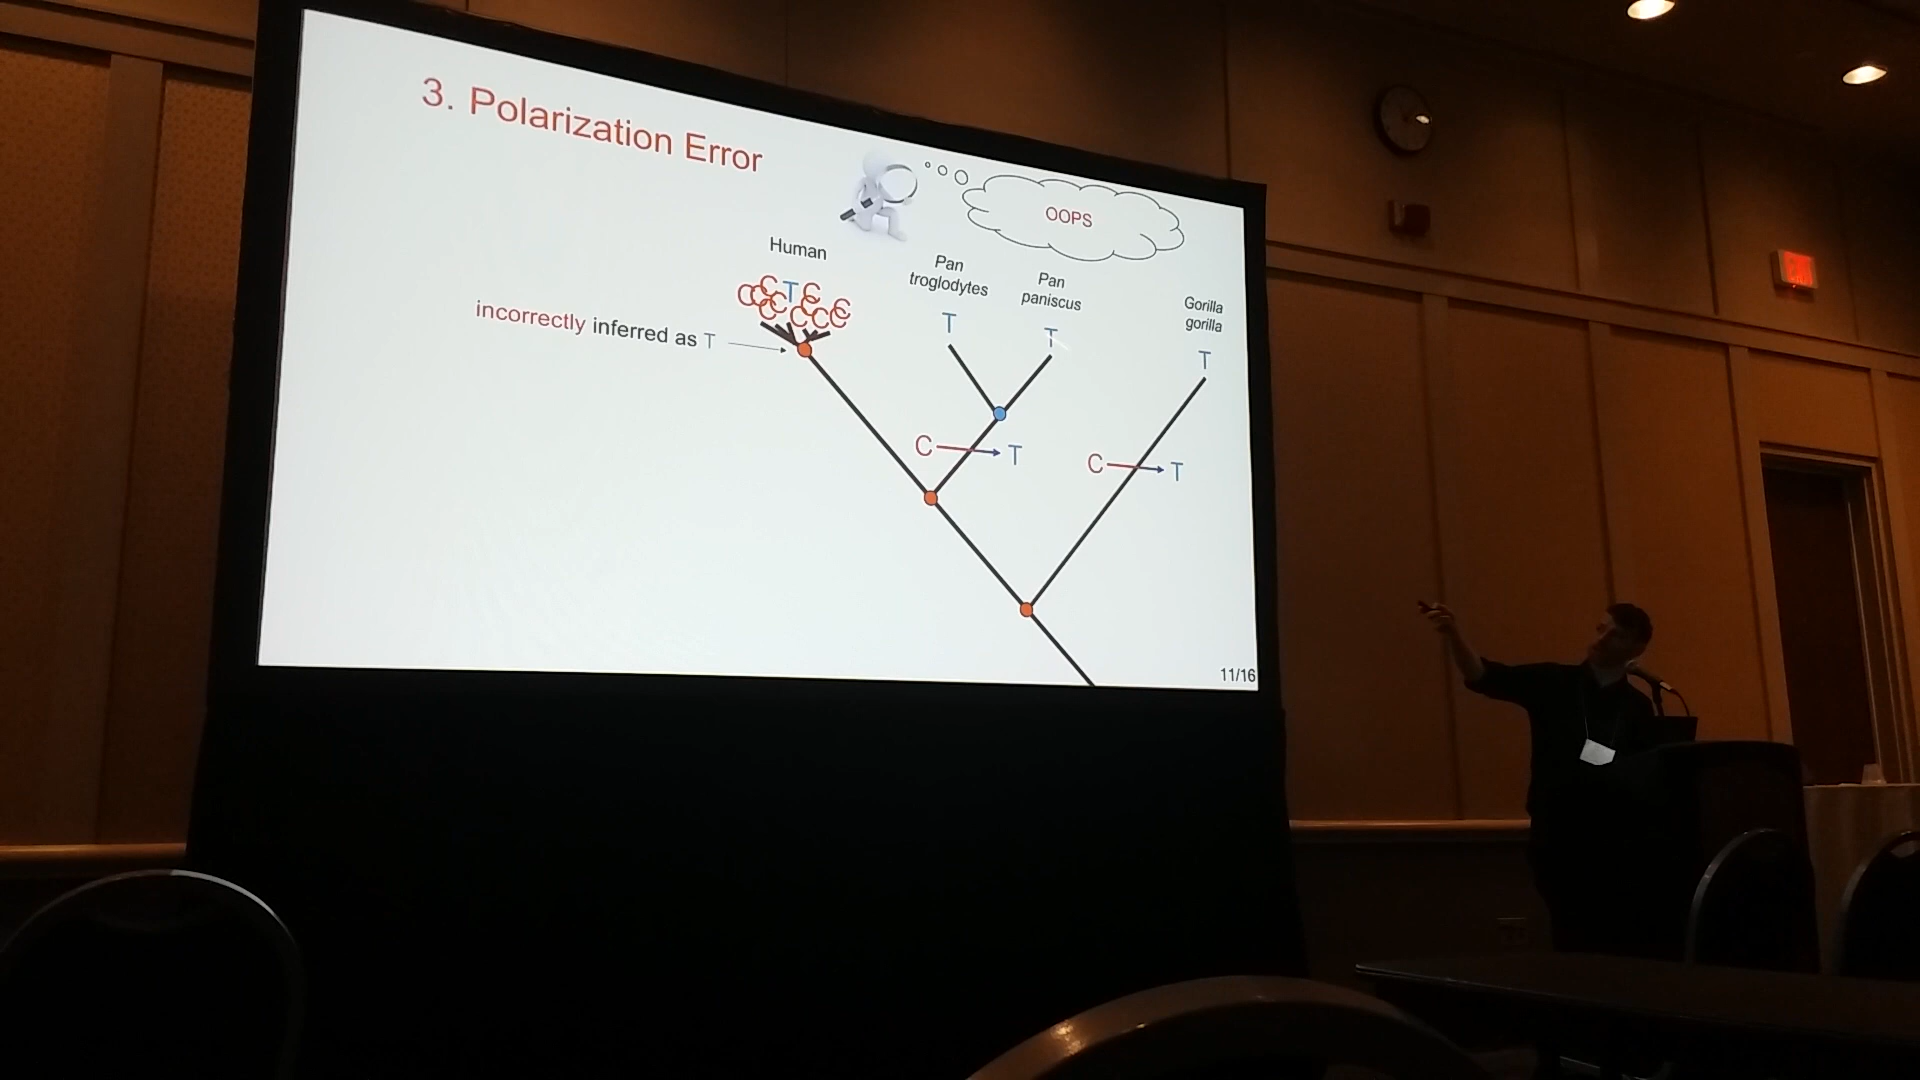 3. Polarization Error
OOPS
Human
Pan
troglodytes
Pan
paniscus
Gorilla
gorilla
T
T
T
T
incorrectly inferred as T
C → T
C → T
11/16